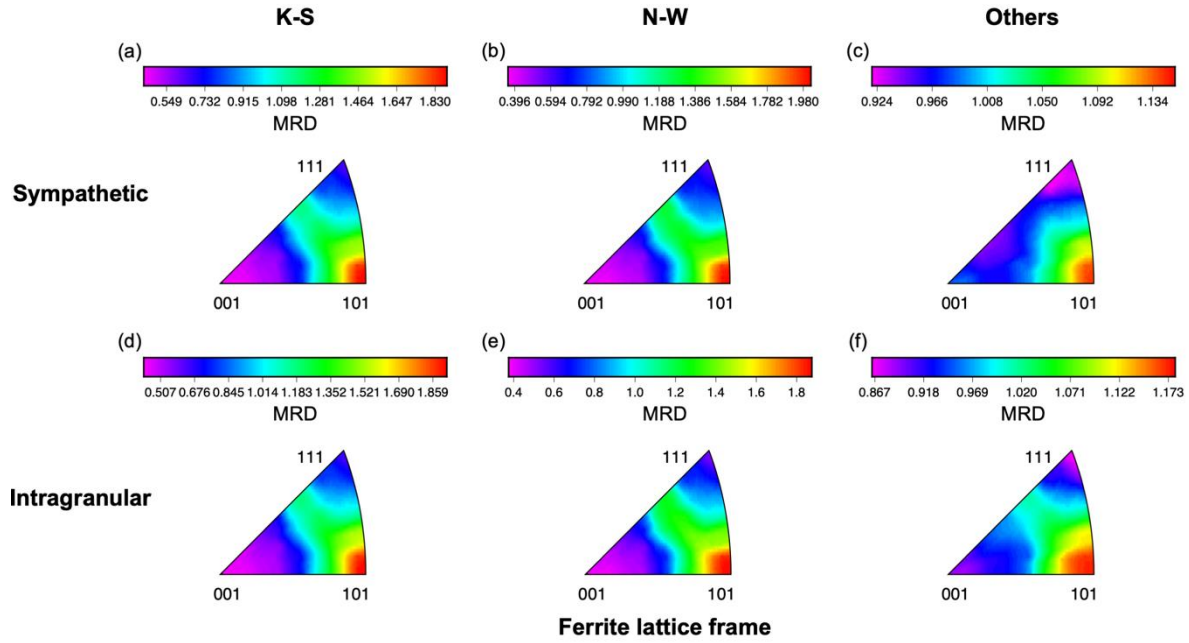 K-S N-W Others
(a) (b) (c)
0.549 0.732 0.915 1.098 1.281 1.464 1.647 1.830 0.396 0.594 0.792 0.990 1.188 1.386 1.584 1.782 1.980 0.924 0.966 1.008 1.050 1.092 1.134
MRD MRD MRD
111 111 111
Sympathetic
001 101 001 101 001 101
(d) (e) (f)
0.507 0.676 0.845 1.014 1.183 1.352 1.521 1.690 1.859 0.4 0.6 0.8 1.0 1.2 1.4 1.6 1.8 0.867 0.918 0.969 1.020 1.071 1.122 1.173
MRD MRD MRD
111 111 111
Intragranular
001 101 001 101 001 101
Ferrite lattice frame